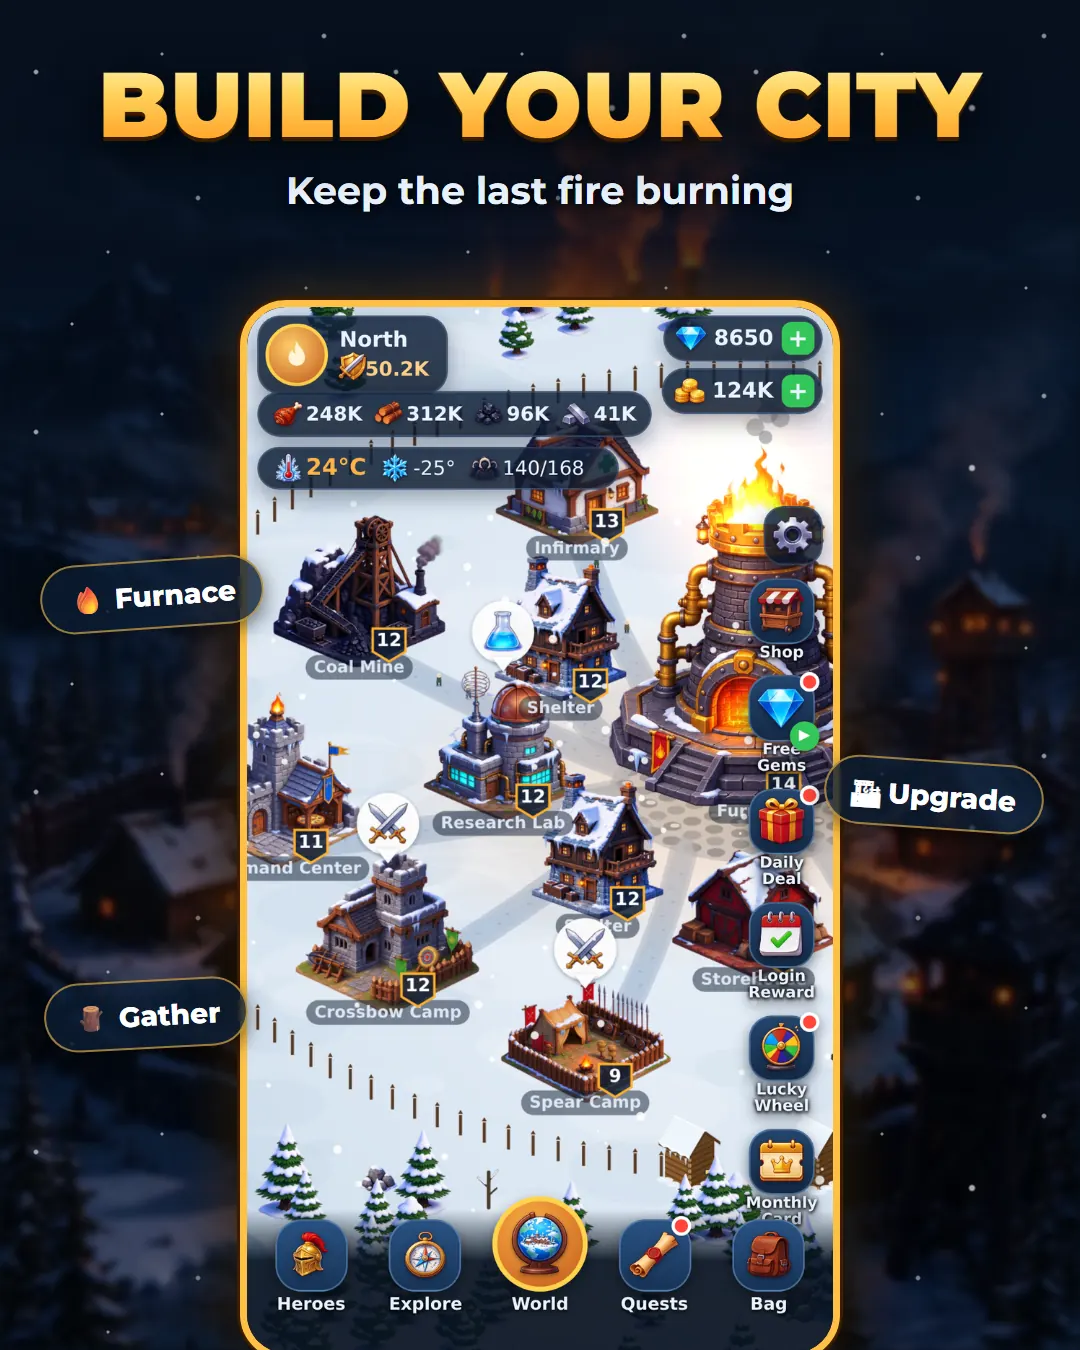 BUILD YOUR CITY
Keep the last fire burning
North
50.2K
8650
124K
248K 312K 96K 41K
24°C -25° 140/168
13
Infirmary
12
Coal Mine
12
Shelter
Shop
Furnace
Free
Gems
14
12
Research Lab
Upgrade
11
mand Center
Daily
Deal
12
12
Crossbow Camp
Login
Reward
9
Spear Camp
Gather
Lucky
Wheel
Monthly
Card
Heroes
Explore
World
Quests
Bag